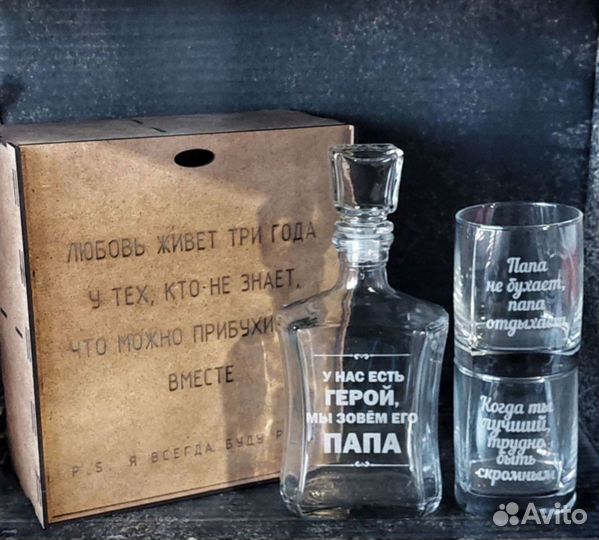 ЛЮБОВЬ ЖИВЕТ ТРИ ГОДА
У ТЕХ, КТО НЕ ЗНАЕТ,
ЧТО МОЖНО
ВМЕСТЕ
P.S. Я ВСЕГДА БУДУ
У НАС ЕСТЬ
ГЕРОЙ,
МЫ ЗОВЁМ ЕГО
ПАПА
Папа
не бухает,
папа
отдыхает
Когда ты
лучший,
трудно
быть
скромным
Avito